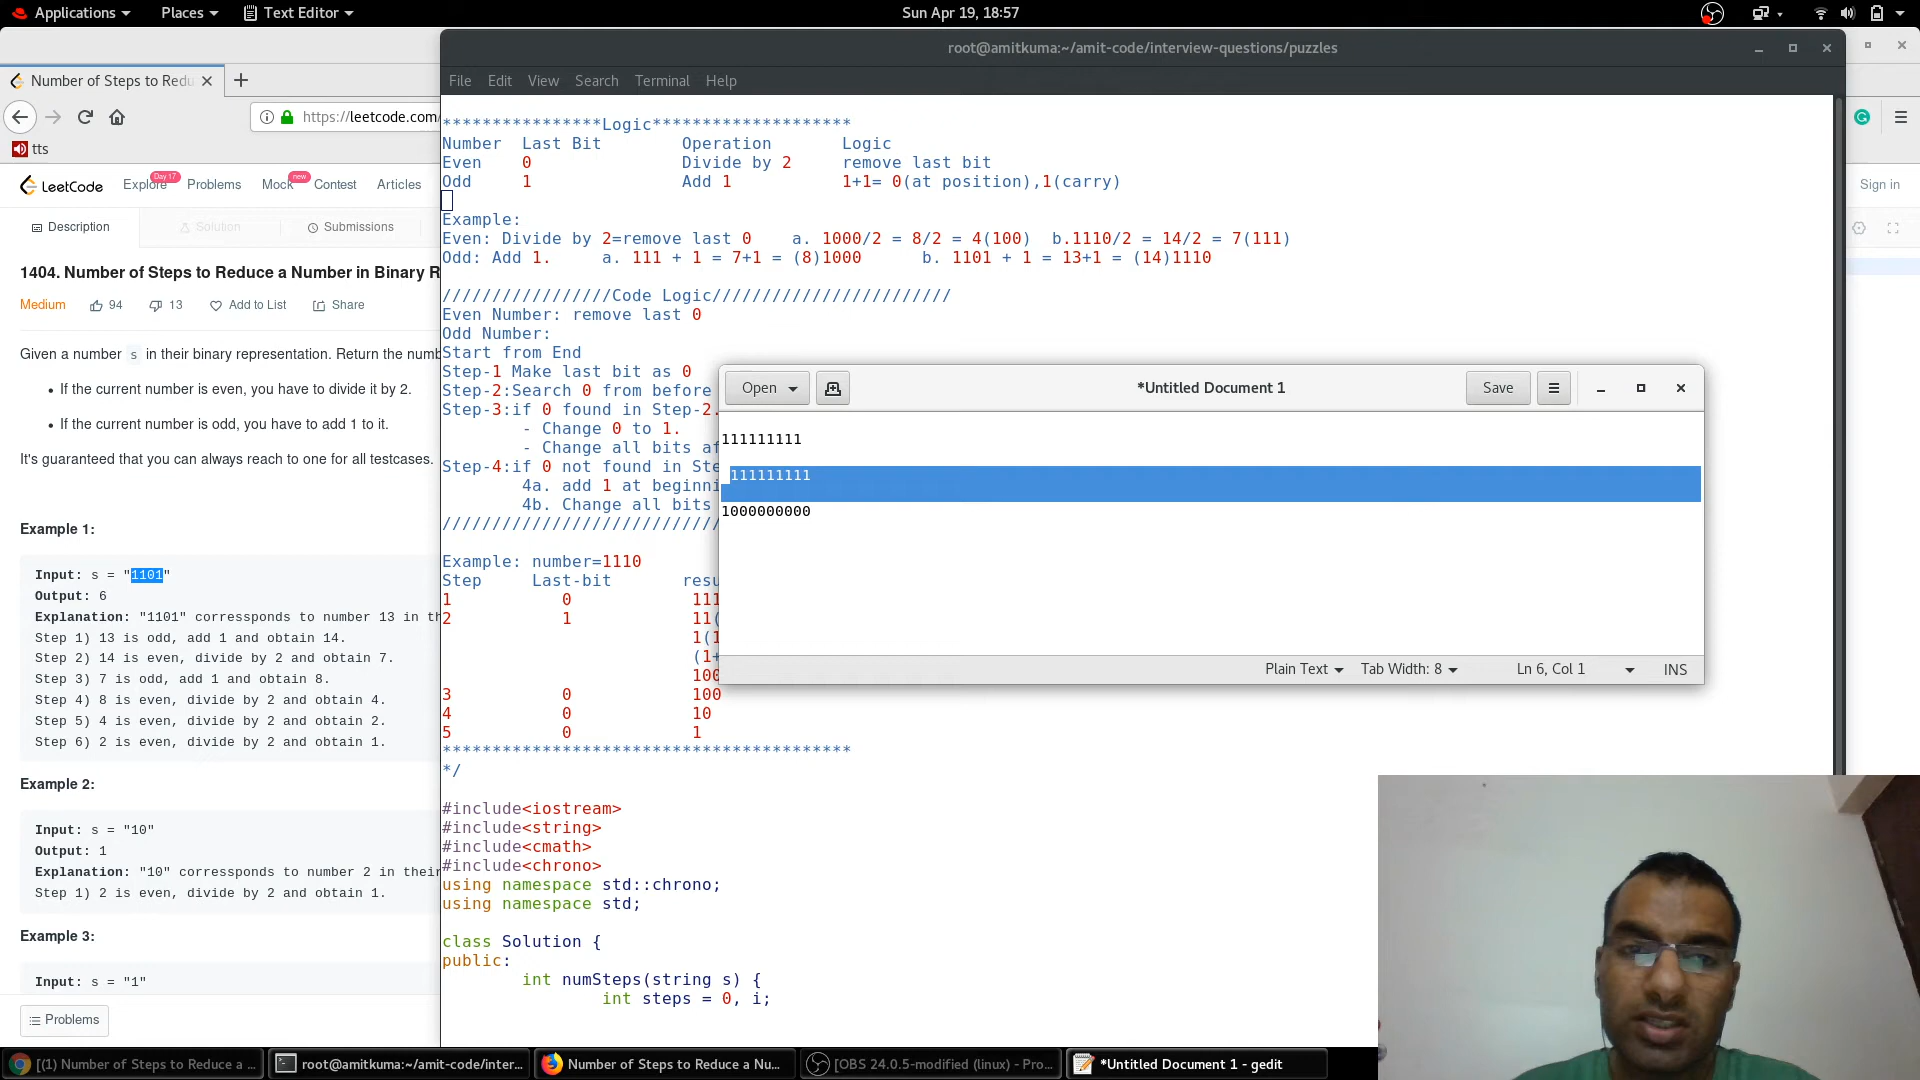 Applications
Places
Text Editor
Sun Apr 19, 18:57
root@amitkuma:~/amit-code/interview-questions/puzzles
Number of Steps to Redu
https://leetcode.com/
tts
File Edit View Search Terminal Help
LeetCode
Explore
Day 17
Problems
Mock
new
Contest
Articles
Sign in
Description
Solution
Submissions
1404. Number of Steps to Reduce a Number in Binary R
Medium
94
13
Add to List
Share
Given a number s in their binary representation. Return the numb
If the current number is even, you have to divide it by 2.
If the current number is odd, you have to add 1 to it.
It's guaranteed that you can always reach to one for all testcases.
Example 1:
Input: s = "1101"
Output: 6
Explanation: "1101" corressponds to number 13 in th
Step 1) 13 is odd, add 1 and obtain 14.
Step 2) 14 is even, divide by 2 and obtain 7.
Step 3) 7 is odd, add 1 and obtain 8.
Step 4) 8 is even, divide by 2 and obtain 4.
Step 5) 4 is even, divide by 2 and obtain 2.
Step 6) 2 is even, divide by 2 and obtain 1.
Example 2:
Input: s = "10"
Output: 1
Explanation: "10" corressponds to number 2 in their
Step 1) 2 is even, divide by 2 and obtain 1.
Example 3:
Input: s = "1"
Problems
****************Logic********************
Number Last Bit Operation Logic
Even 0 Divide by 2 remove last bit
Odd 1 Add 1 1+1= 0(at position),1(carry)
Example:
Even: Divide by 2=remove last 0 a. 1000/2 = 8/2 = 4(100) b.1110/2 = 14/2 = 7(111)
Odd: Add 1. a. 111 + 1 = 7+1 = (8)1000 b. 1101 + 1 = 13+1 = (14)1110
/////////////////Code Logic////////////////////////
Even Number: remove last 0
Odd Number:
Start from End
Step-1 Make last bit as 0
Step-2:Search 0 from before
Step-3:if 0 found in Step-2.
- Change 0 to 1.
- Change all bits af
Step-4:if 0 not found in Ste
4a. add 1 at beginni
4b. Change all bits
////////////////////////////
Example: number=1110
Step Last-bit resu
1 0 111
2 1 11(
1(1
(1+
100
3 0 100
4 0 10
5 0 1
*****************************************
*/
#include<iostream>
#include<string>
#include<cmath>
#include<chrono>
using namespace std::chrono;
using namespace std;
class Solution {
public:
int numSteps(string s) {
int steps = 0, i;
Open
*Untitled Document 1
Save
111111111
111111111
1000000000
Plain Text
Tab Width: 8
Ln 6, Col 1
INS
[(1) Number of Steps to Reduce a ...
root@amitkuma:~/amit-code/inter...
Number of Steps to Reduce a Nu...
[OBS 24.0.5-modified (linux) - Pro...
*Untitled Document 1 - gedit